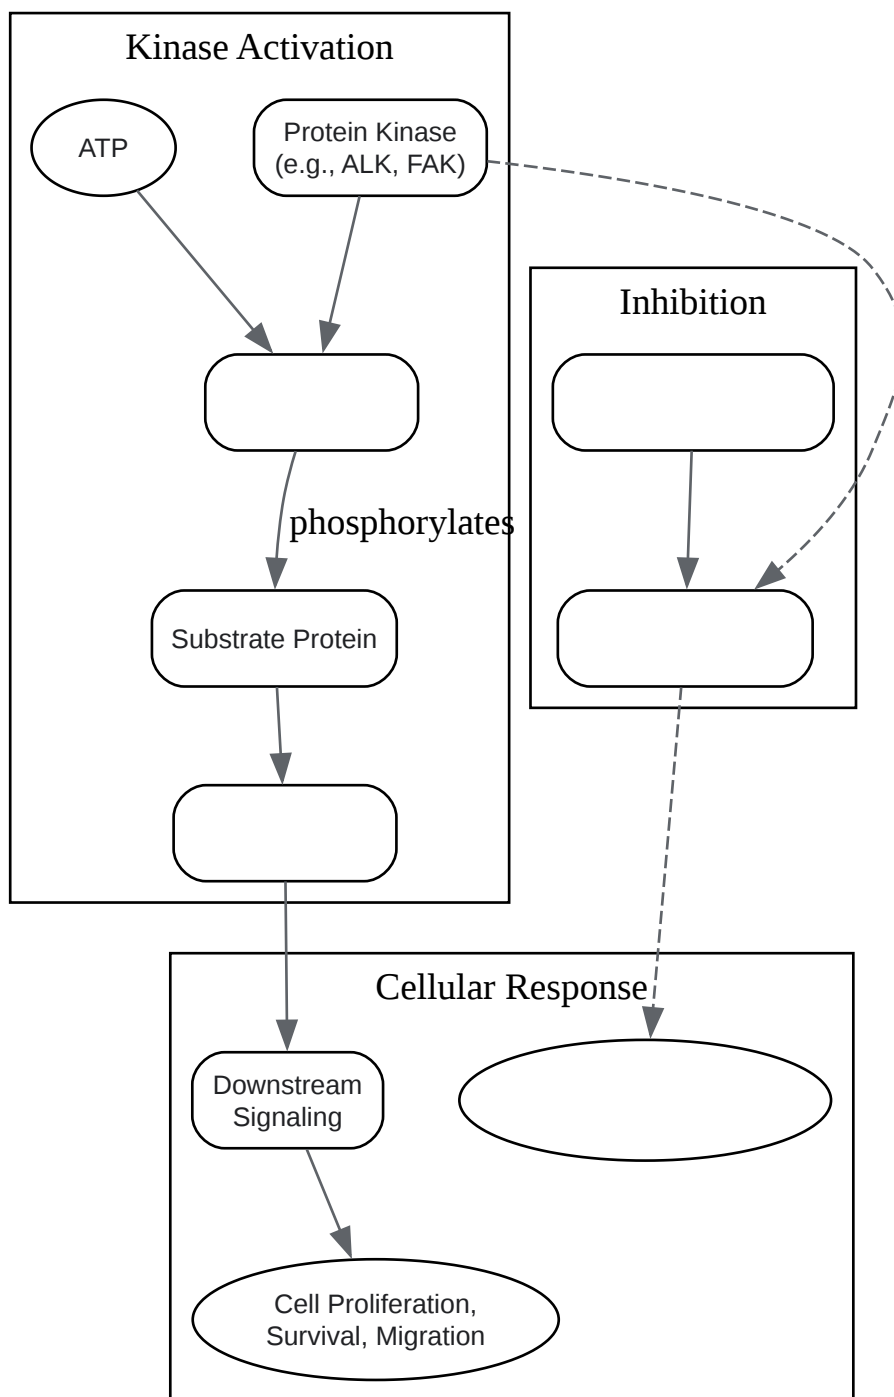 Kinase Activation
ATP
Protein Kinase
(e.g., ALK, FAK)
Inhibition
phosphorylates
Substrate Protein
Cellular Response
Downstream
Signaling
Cell Proliferation,
Survival, Migration